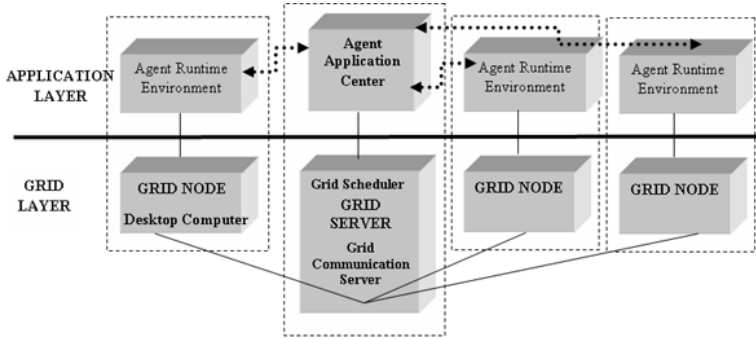 APPLICATION
LAYER
Agent Runtime
Environment
Agent
Application
Center
Agent Runtime
Environment
Agent Runtime
Environment
GRID
LAYER
GRID NODE
Desktop Computer
Grid Scheduler
GRID
SERVER
Grid
Communication
Server
GRID NODE
GRID NODE